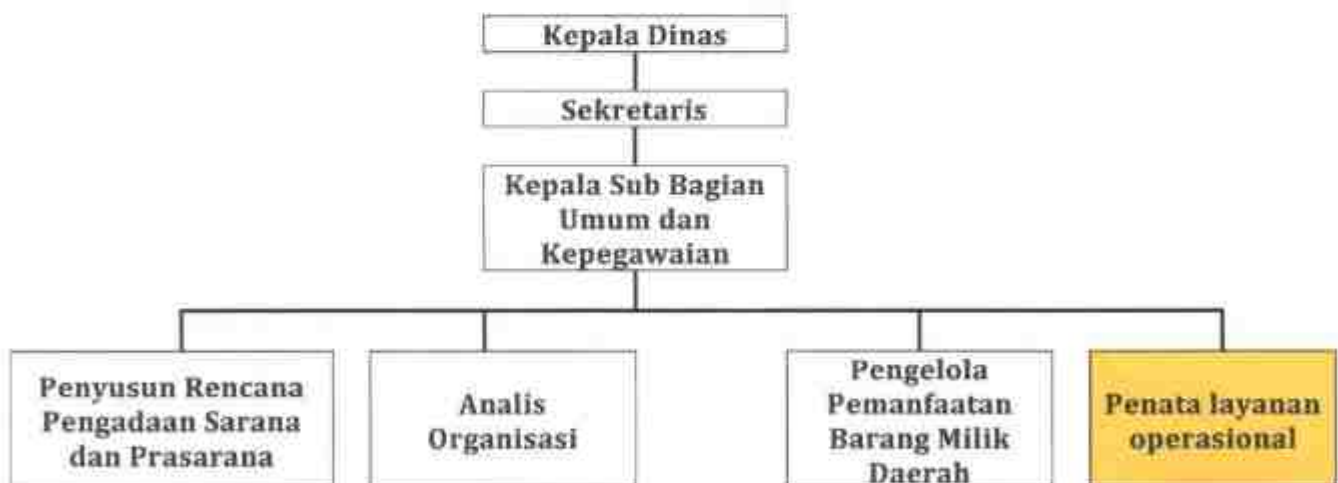 Kepala Dinas
Sekretaris
Kepala Sub Bagian
Umum dan
Kepegawaian
Penyusun Rencana
Pengadaan Sarana
dan Prasarana
Analis
Organisasi
Pengelola
Pemanfaatan
Barang Milik
Daerah
Penata layanan
operasional